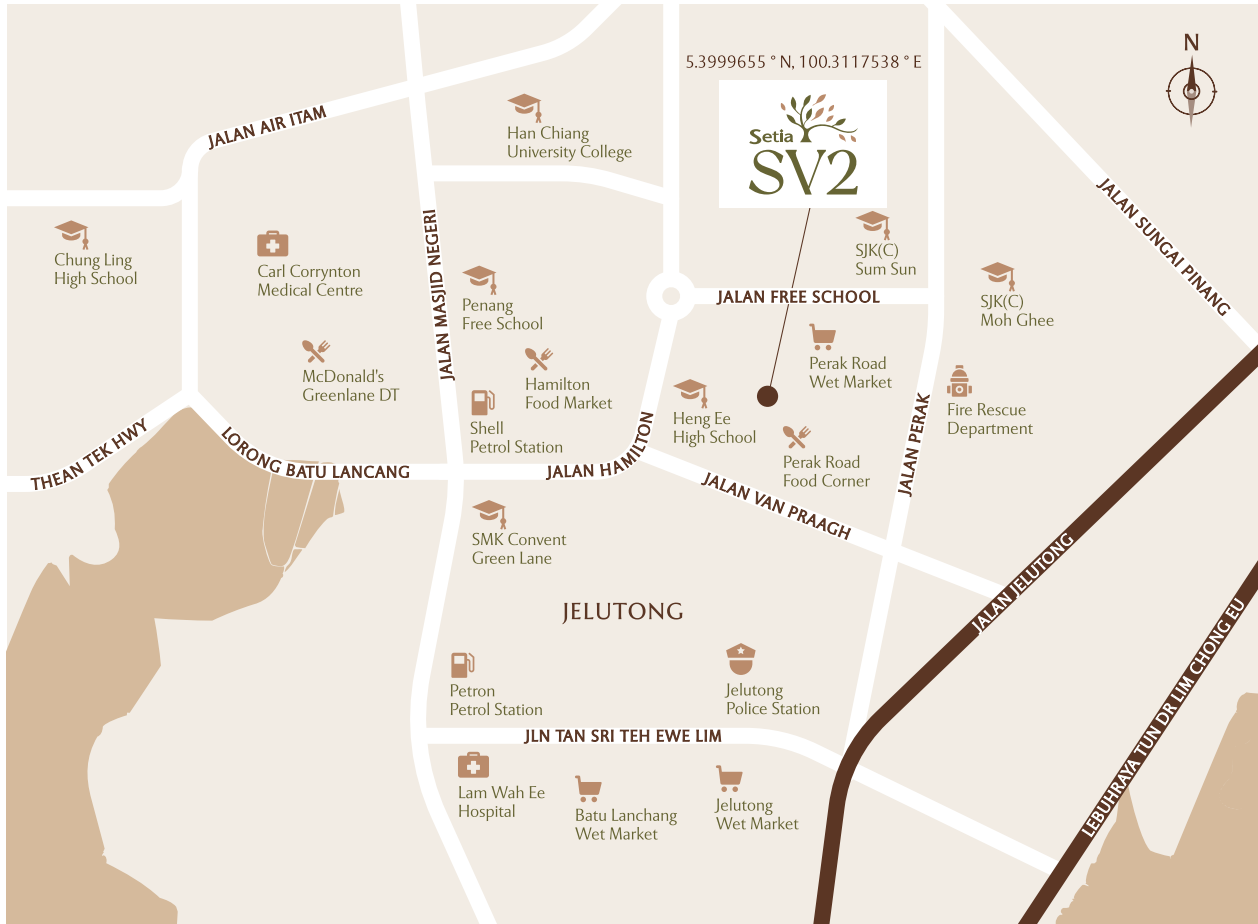 N
5.3999655 ° N, 100.3117538 ° E
Setia
SV2
JALAN AIR ITAM
Han Chiang
University College
JALAN SUNGAI PINANG
Chung Ling
High School
Carl Corrynton
Medical Centre
JALAN MASJID NEGERI
Penang
Free School
SJK(C)
Sum Sun
JALAN FREE SCHOOL
SJK(C)
Moh Ghee
McDonald's
Greenlane DT
Hamilton
Food Market
Perak Road
Wet Market
Shell
Petrol Station
Heng Ee
High School
Fire Rescue
Department
THEAN TEK HWY
LORONG BATU LANCANG
JALAN HAMILTON
Perak Road
Food Corner
JALAN PERAK
JALAN VAN PRAAGH
SMK Convent
Green Lane
JELUTONG
JALAN JELUTONG
LEBUHRAYA TUN DR LIM CHONG EU
Petron
Petrol Station
Jelutong
Police Station
JLN TAN SRI TEH EWE LIM
Lam Wah Ee
Hospital
Batu Lanchang
Wet Market
Jelutong
Wet Market